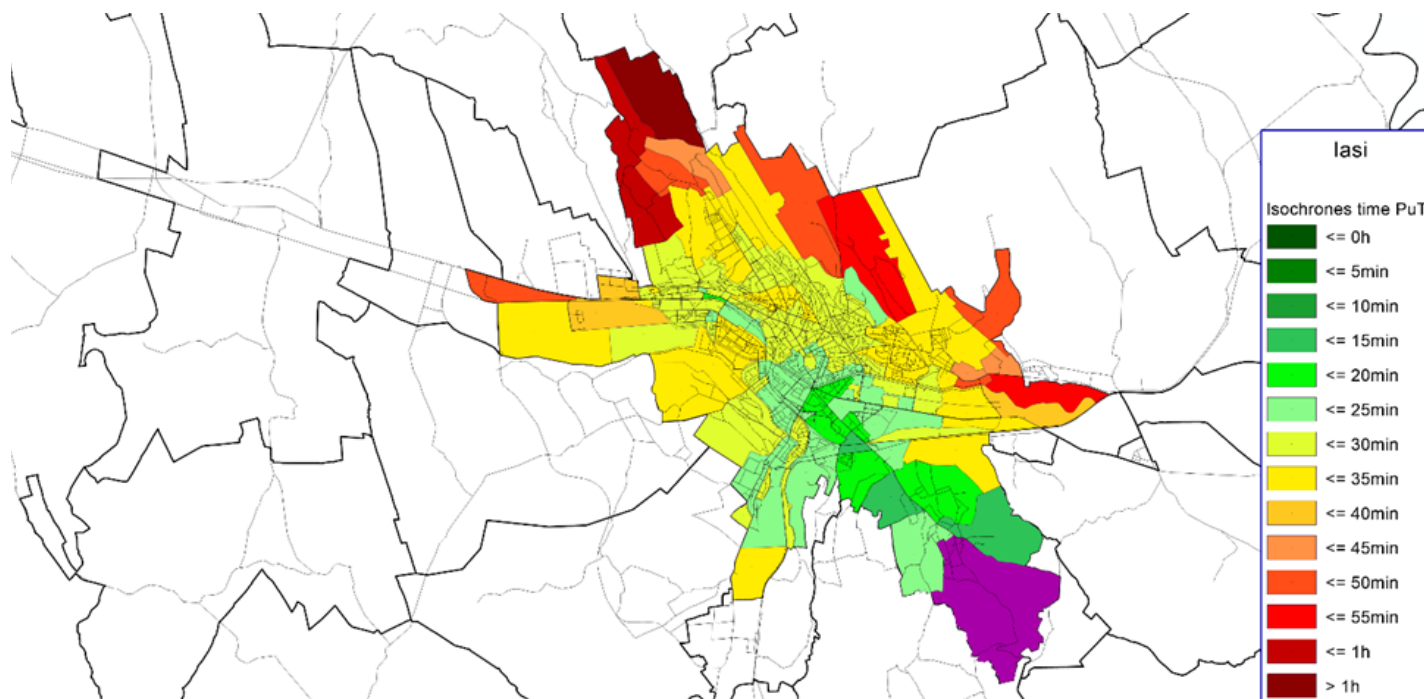 Iasi
Isochrones time PuT
<= 0h
<= 5min
<= 10min
<= 15min
<= 20min
<= 25min
<= 30min
<= 35min
<= 40min
<= 45min
<= 50min
<= 55min
<= 1h
> 1h